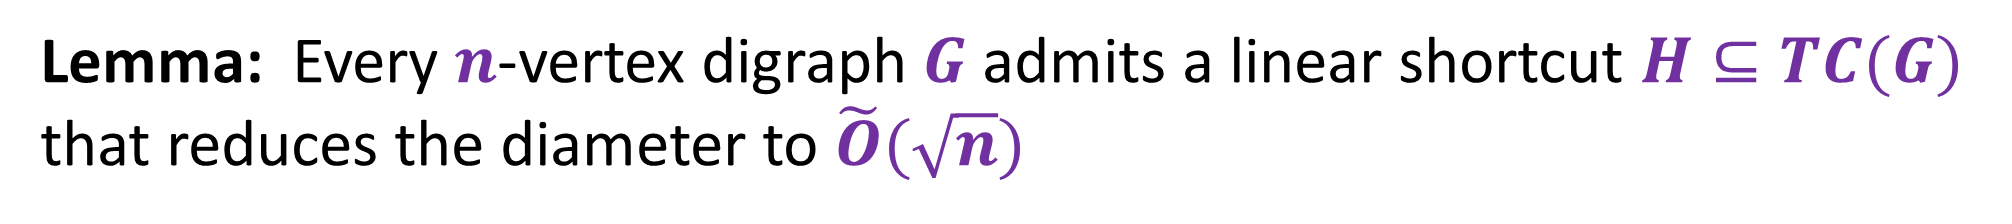 Lemma: Every n-vertex digraph G admits a linear shortcut H ⊆ TC(G)
that reduces the diameter to Õ(√n)